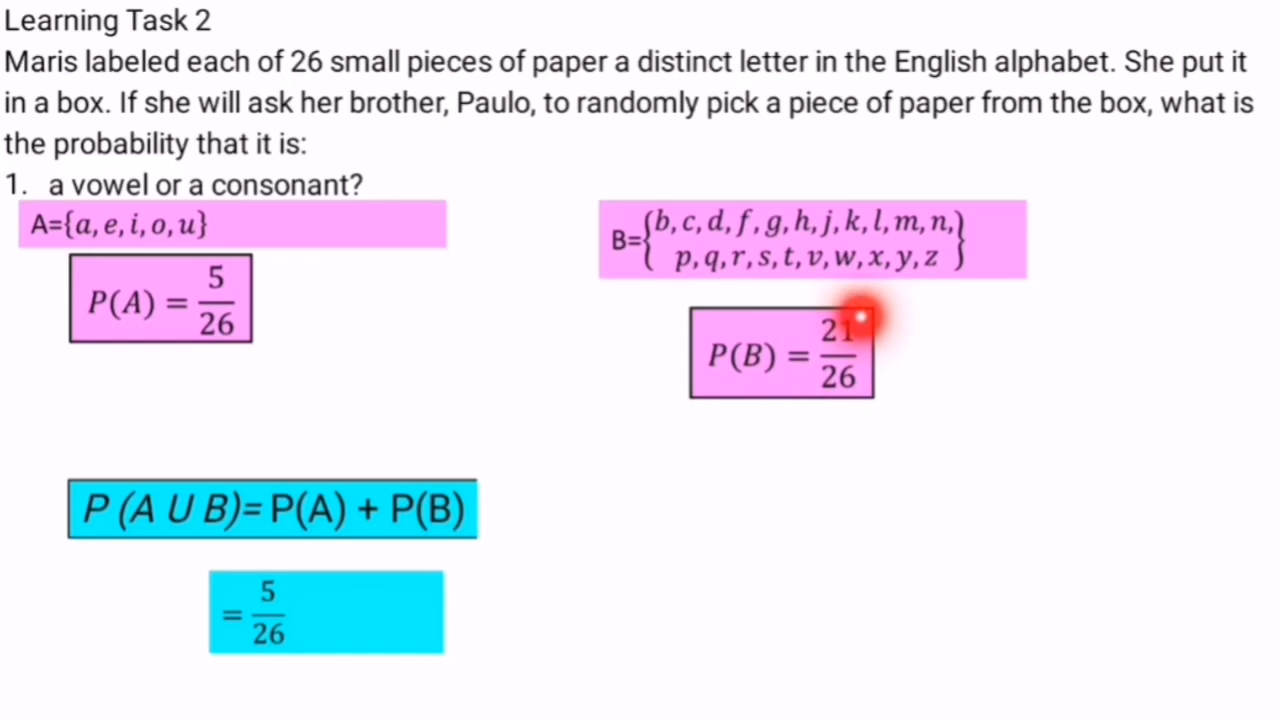 Learning Task 2
Maris labeled each of 26 small pieces of paper a distinct letter in the English alphabet. She put it
in a box. If she will ask her brother, Paulo, to randomly pick a piece of paper from the box, what is
the probability that it is:
1. a vowel or a consonant?
A={a, e, i, o, u}
B={b, c, d, f, g, h, j, k, l, m, n,
p, q, r, s, t, v, w, x, y, z}
P(A) = 5/26
P(B) = 21/26
P (A U B)= P(A) + P(B)
= 5/26